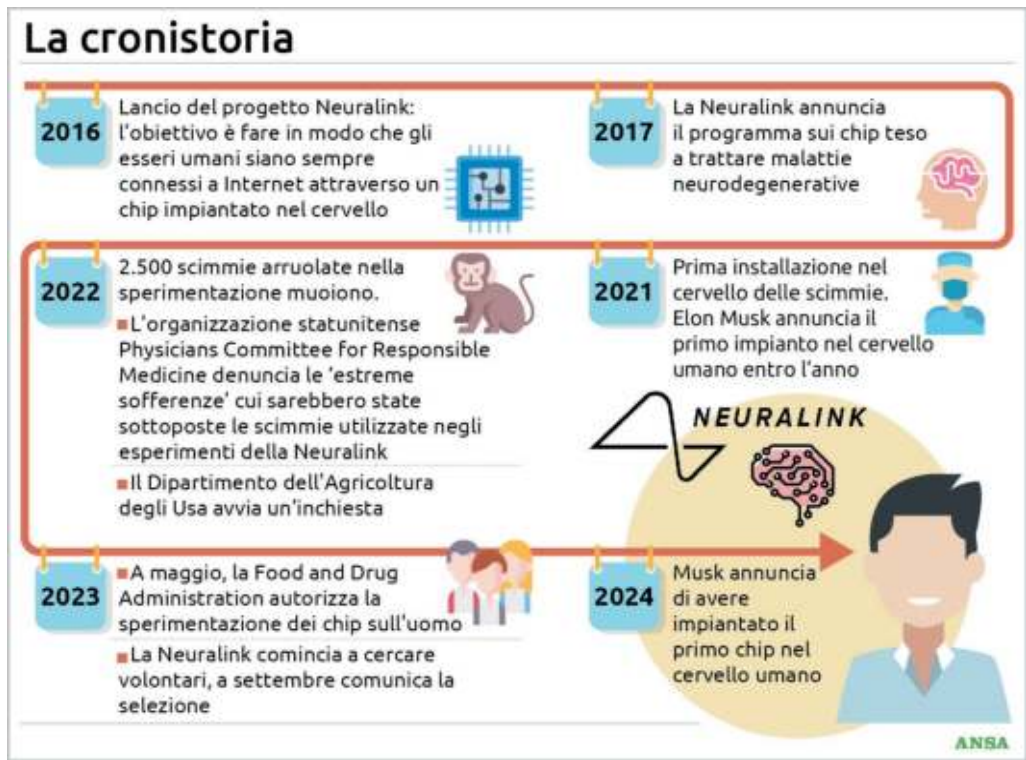 La cronistoria
2016
Lancio del progetto Neuralink:
l'obiettivo è fare in modo che gli
esseri umani siano sempre
connessi a Internet attraverso un
chip impiantato nel cervello
2017
La Neuralink annuncia
il programma sui chip teso
a trattare malattie
neurodegenerative
2021
Prima installazione nel
cervello delle scimmie.
Elon Musk annuncia il
primo impianto nel cervello
umano entro l'anno
2022
2.500 scimmie arruolate nella
sperimentazione muoiono.
L'organizzazione statunitense
Physicians Committee for Responsible
Medicine denuncia le 'estreme
sofferenze' cui sarebbero state
sottoposte le scimmie utilizzate negli
esperimenti della Neuralink
Il Dipartimento dell'Agricoltura
degli Usa avvia un'inchiesta
NEURALINK
2023
A maggio, la Food and Drug
Administration autorizza la
sperimentazione dei chip sull'uomo
La Neuralink comincia a cercare
volontari, a settembre comunica la
selezione
2024
Musk annuncia
di avere
impiantato il
primo chip nel
cervello umano
ANSA